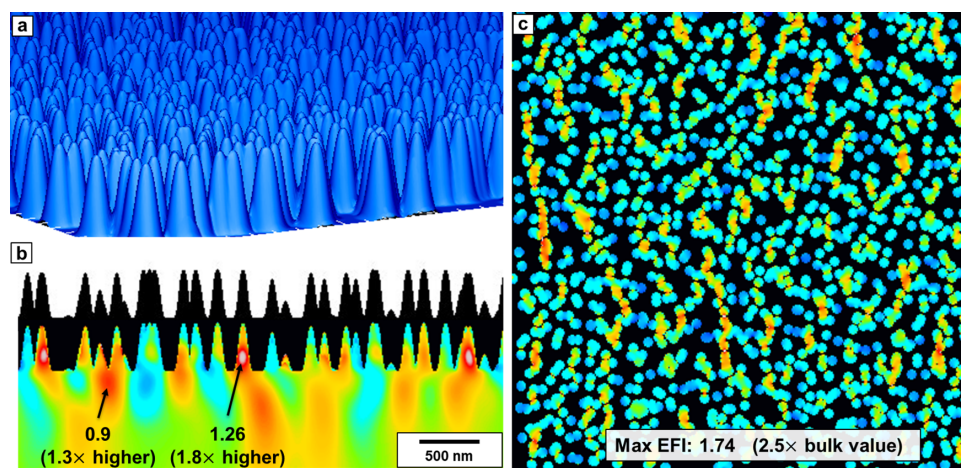 a
b
0.9
(1.3× higher)
1.26
(1.8× higher)
500 nm
c
Max EFI: 1.74 (2.5× bulk value)